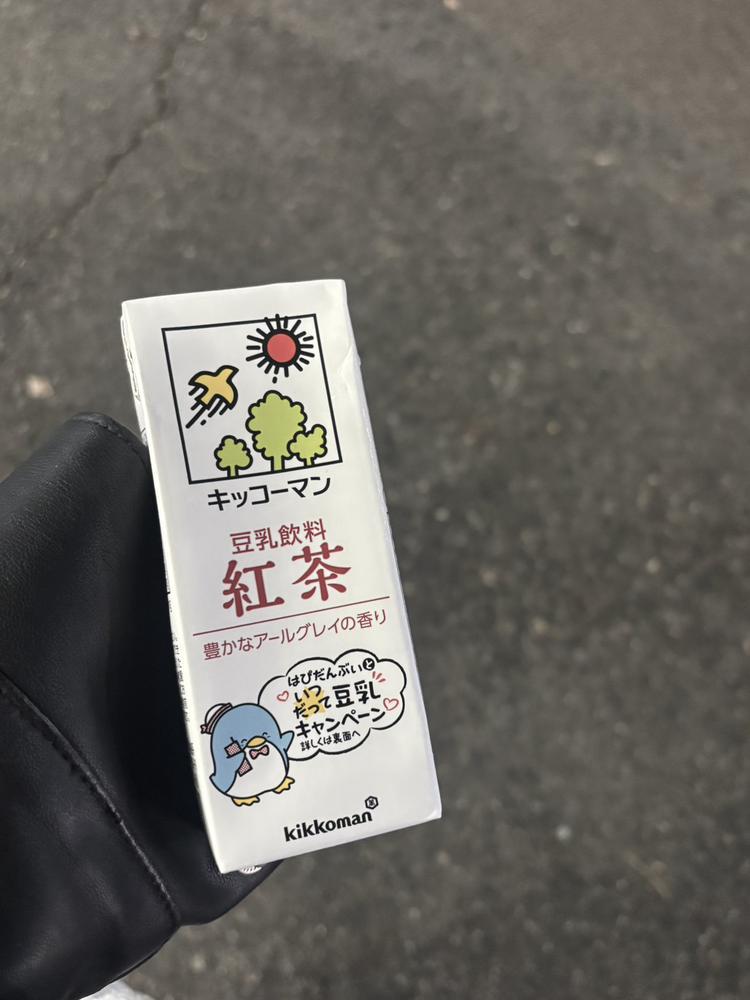 キッコーマン
豆乳飲料
紅茶
豊かなアールグレイの香り
はぴだんぶいと
いつ
だって豆乳
キャンペーン
詳しくは裏面へ
kikkoman